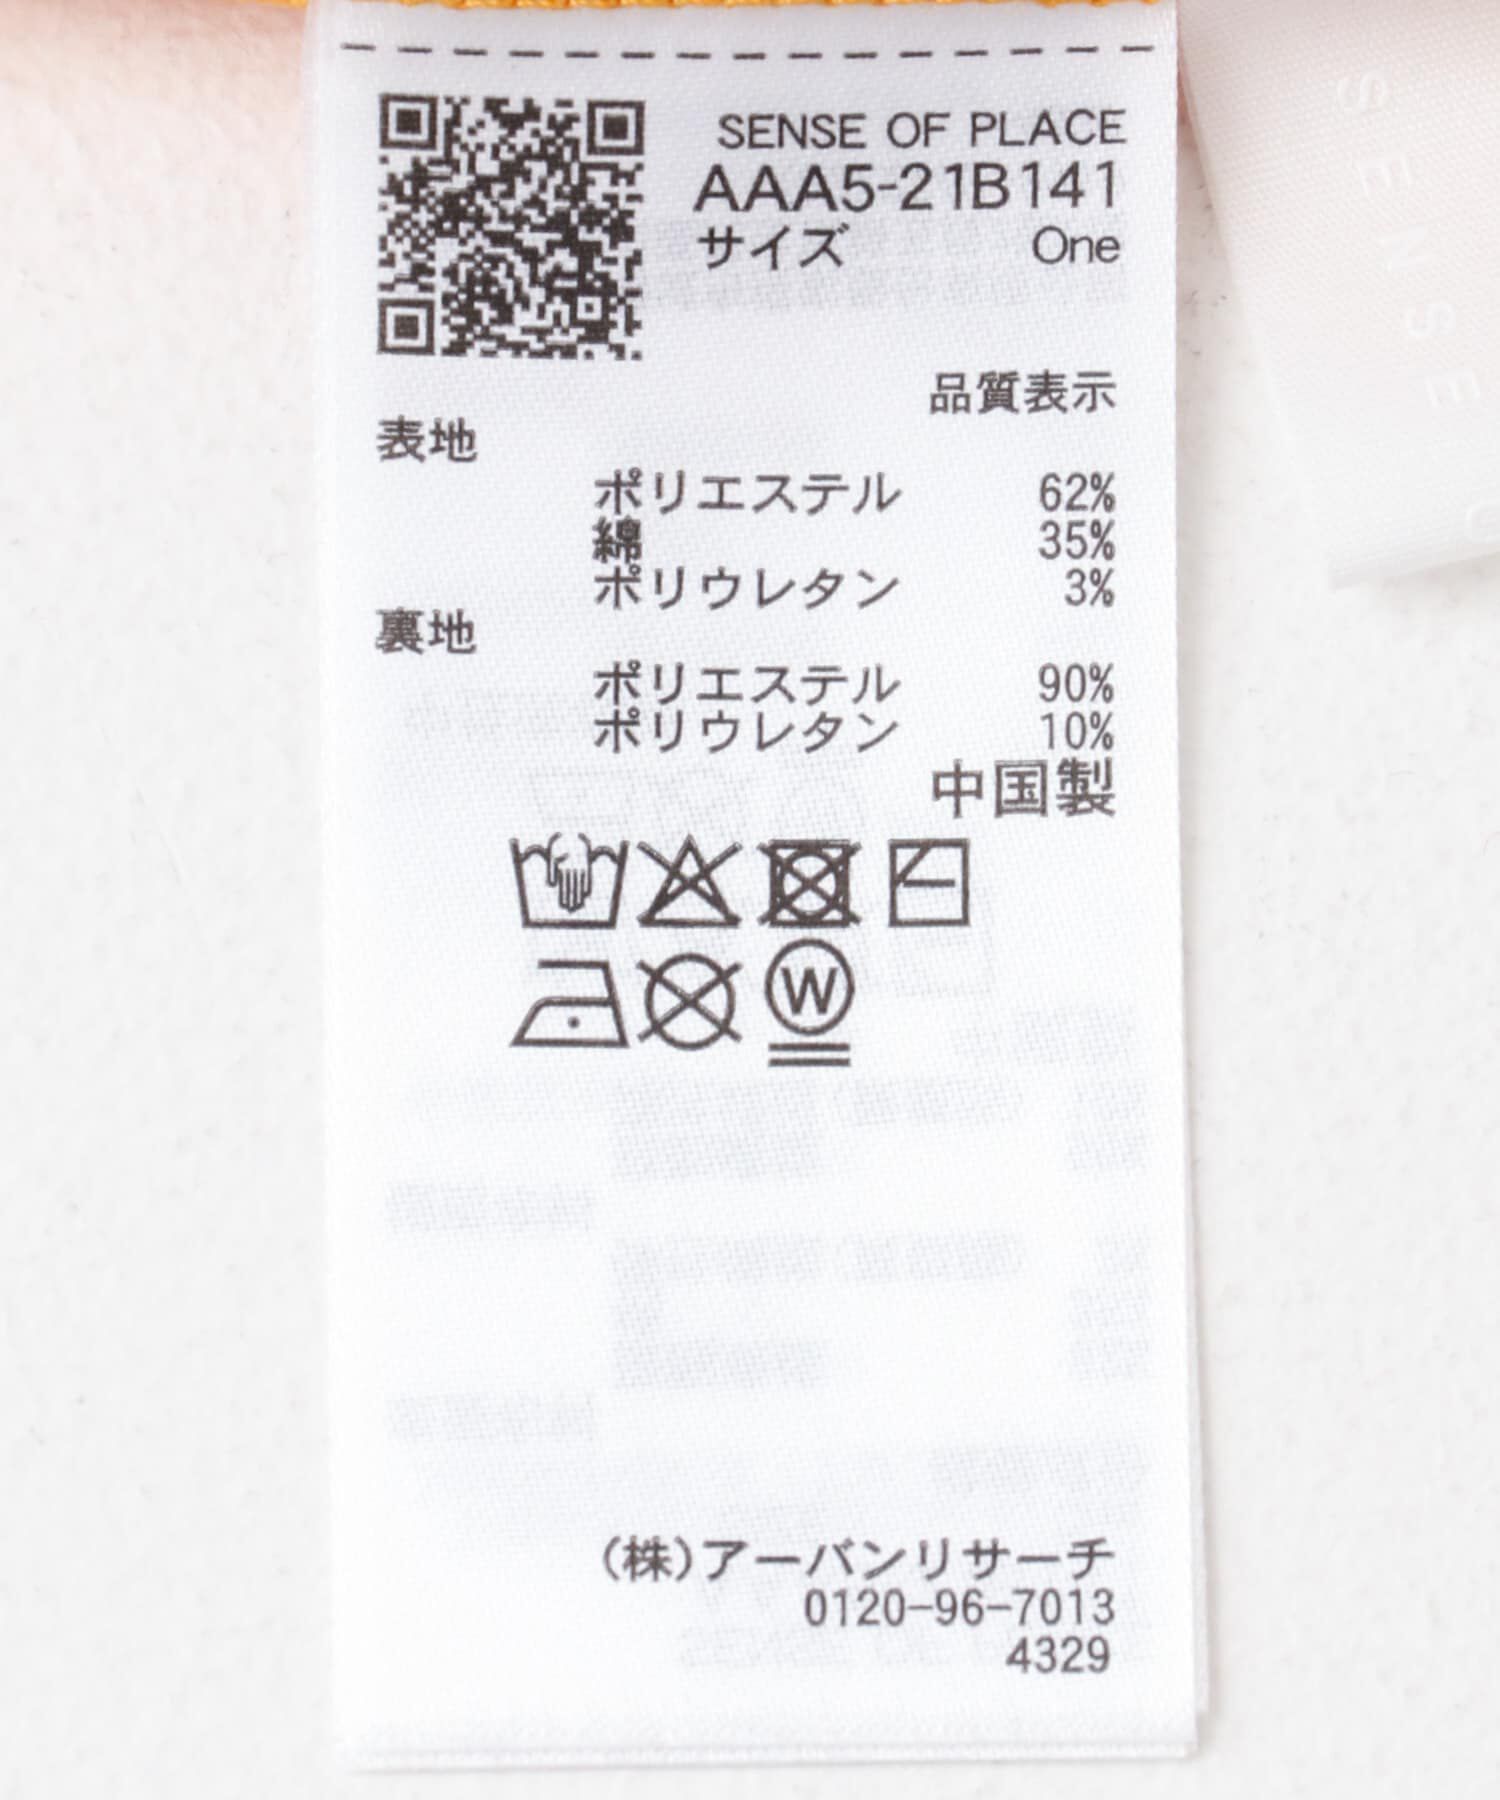 SENSE OF PLACE
AAA5-21B141
サイズ One
品質表示
表地
ポリエステル 62%
綿 35%
ポリウレタン 3%
裏地
ポリエステル 90%
ポリウレタン 10%
中国製
W
(株)アーバンリサーチ
0120-96-7013
4329
SENSE O